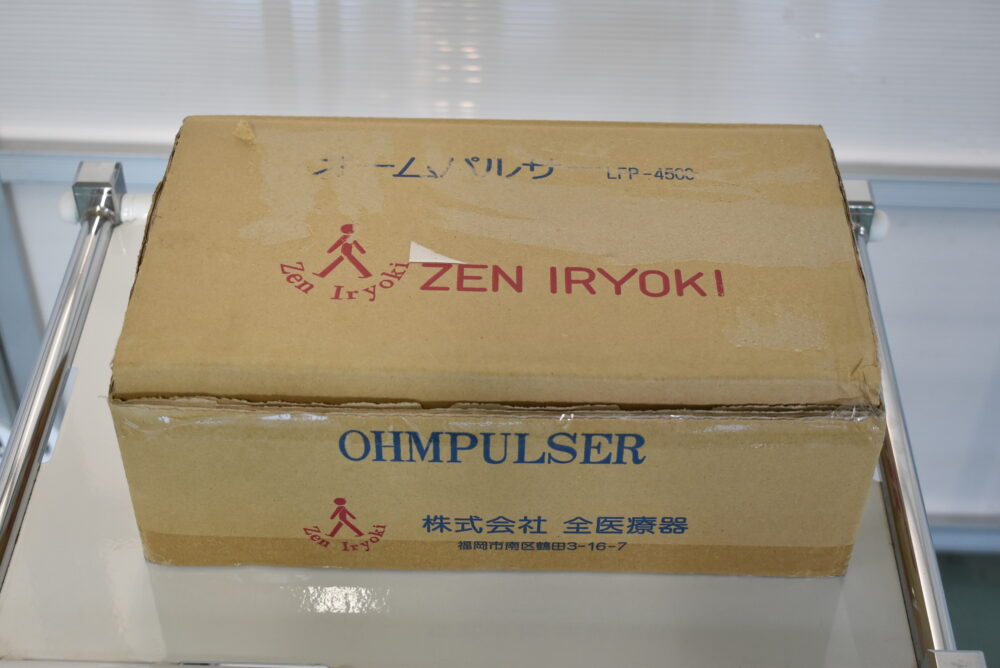 オームパルサー LFP-4500
Zen Iryoki
ZEN IRYOKI
OHMPULSER
Zen Iryoki
株式会社 全医療器
福岡市南区鶴田3-16-7